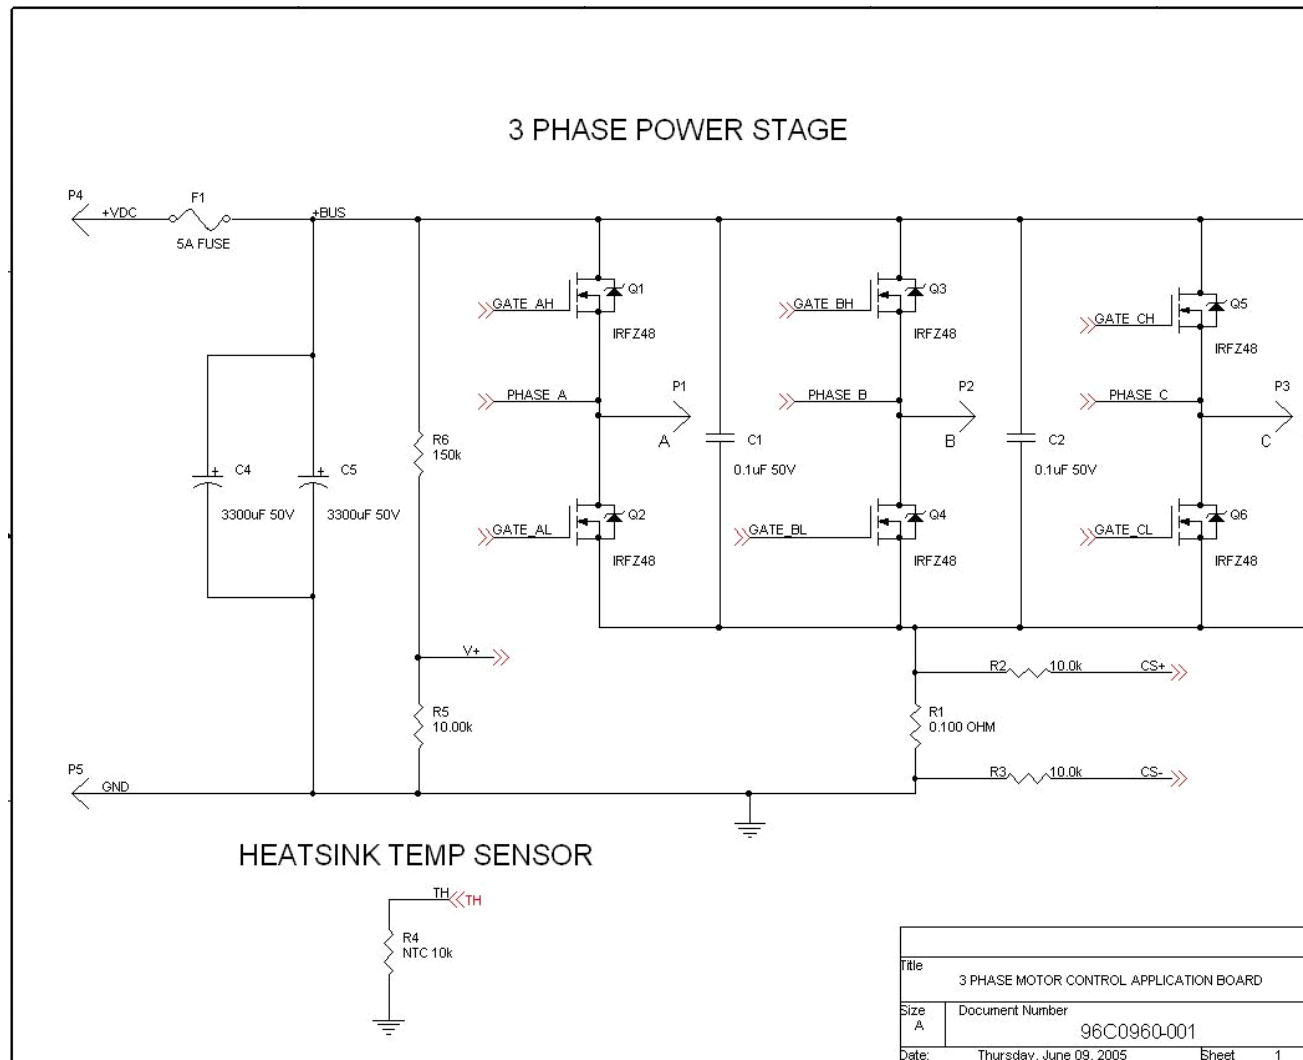 3 PHASE POWER STAGE
P4
+VDC
F1
5A FUSE
+BUS
GATE_AH
Q1
IRFZ48
GATE_BH
Q3
IRFZ48
GATE_CH
Q5
IRFZ48
PHASE_A
P1
A
PHASE_B
P2
B
PHASE_C
P3
C
R6
150k
C1
0.1uF 50V
C2
0.1uF 50V
+
C4
3300uF 50V
+
C5
3300uF 50V
GATE_AL
Q2
IRFZ48
GATE_BL
Q4
IRFZ48
GATE_CL
Q6
IRFZ48
V+
R2
10.0k
CS+
R5
10.00k
R1
0.100 OHM
R3
10.0k
CS-
P5
GND
HEATSINK TEMP SENSOR
TH
TH
R4
NTC 10k
Title
3 PHASE MOTOR CONTROL APPLICATION BOARD
Size
A
Document Number
96C0960-001
Date:
Thursday, June 09, 2005
Sheet
1